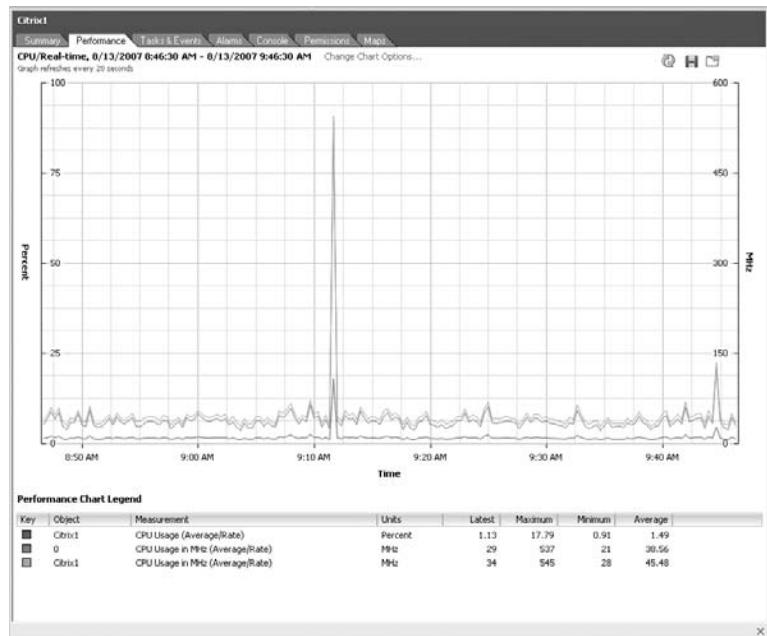 Citrix1
Summary Performance Tasks & Events Alarms Console Permissions Maps
CPU/Real-time, 8/13/2007 8:46:30 AM - 8/13/2007 9:46:30 AM Change Chart Options...
Graph refreshes every 20 seconds
100 600
75 450
Percent MHz
50 300
25 150
0 0
8:50 AM 9:00 AM 9:10 AM 9:20 AM 9:30 AM 9:40 AM
Time
Performance Chart Legend
Key Object Measurement Units Latest Maximum Minimum Average
Citrix1 CPU Usage (Average/Rate) Percent 1.13 17.79 0.91 1.49
0 CPU Usage in MHz (Average/Rate) MHz 29 537 21 38.56
Citrix1 CPU Usage in MHz (Average/Rate) MHz 34 545 28 45.48